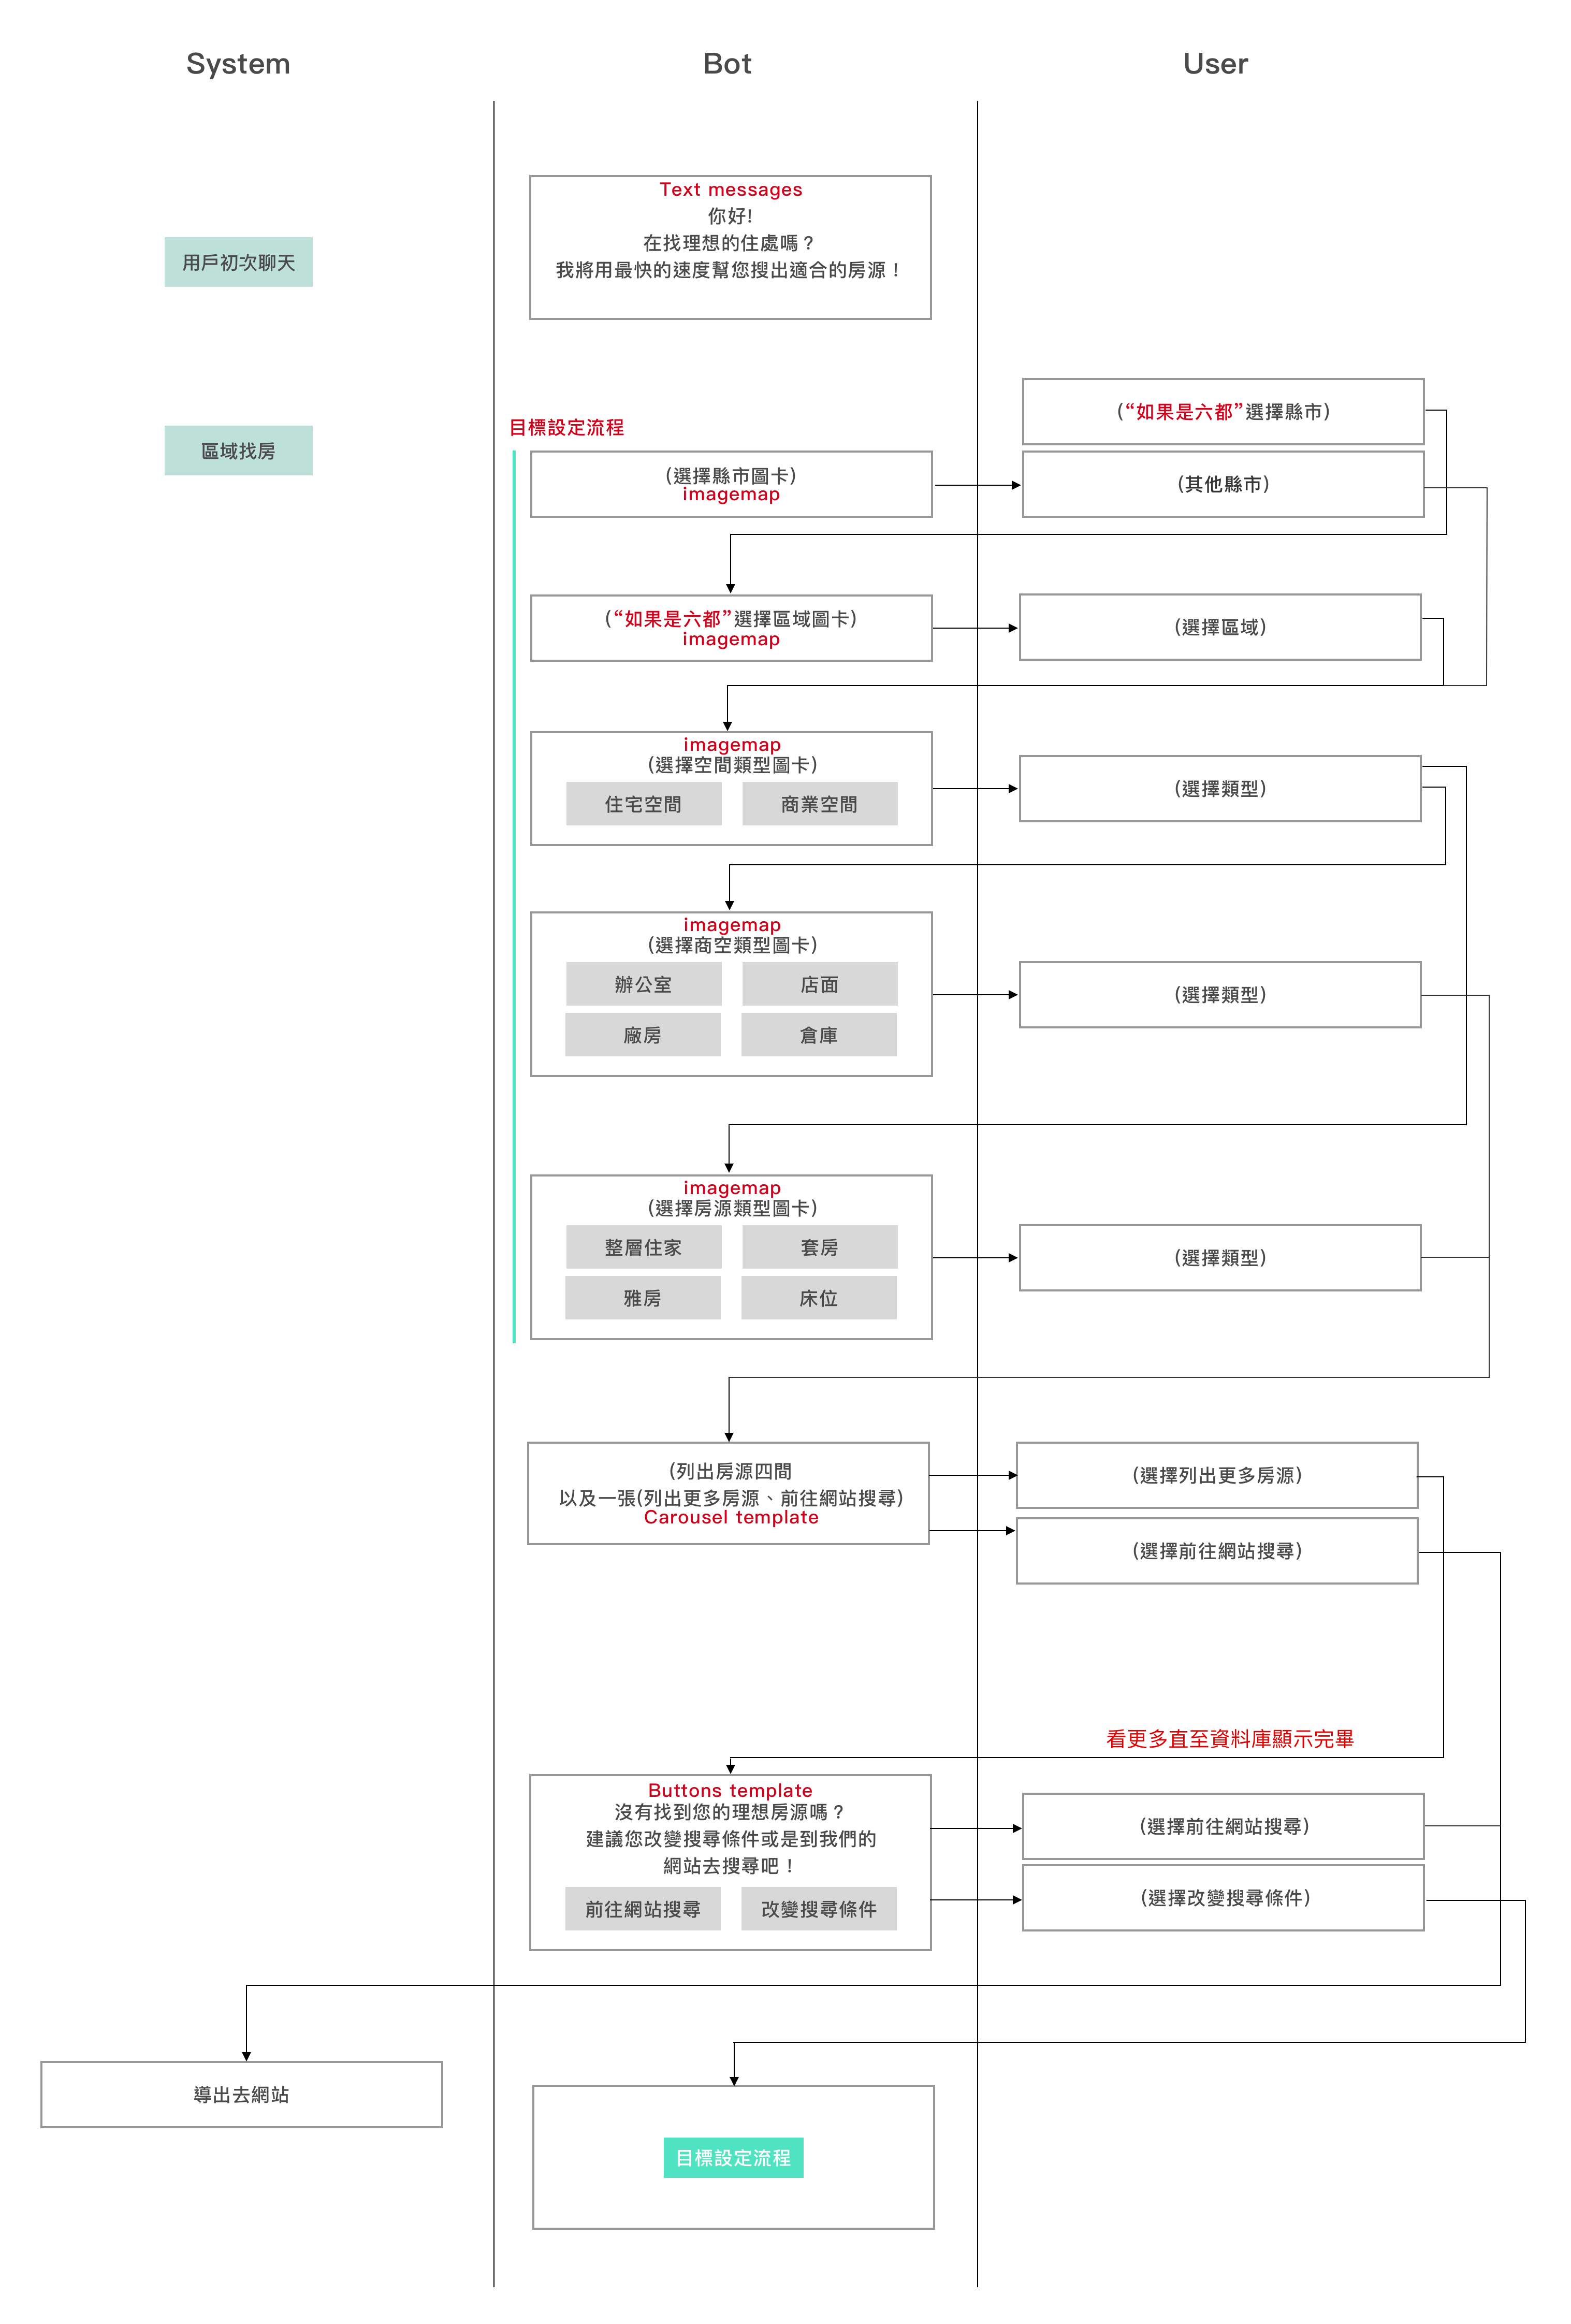 System
Bot
User
Text messages
你好!
在找理想的住處嗎？
我將用最快的速度幫您搜出適合的房源！
用戶初次聊天
(“如果是六都”選擇縣市)
目標設定流程
區域找房
(選擇縣市圖卡)
imagemap
(其他縣市)
(“如果是六都”選擇區域圖卡)
imagemap
(選擇區域)
imagemap
(選擇空間類型圖卡)
住宅空間
商業空間
(選擇類型)
imagemap
(選擇商空類型圖卡)
辦公室
店面
廠房
倉庫
(選擇類型)
imagemap
(選擇房源類型圖卡)
整層住家
套房
雅房
床位
(選擇類型)
(列出房源四間
以及一張(列出更多房源、前往網站搜尋)
Carousel template
(選擇列出更多房源)
(選擇前往網站搜尋)
看更多直至資料庫顯示完畢
Buttons template
沒有找到您的理想房源嗎？
建議您改變搜尋條件或是到我們的
網站去搜尋吧！
前往網站搜尋
改變搜尋條件
(選擇前往網站搜尋)
(選擇改變搜尋條件)
導出去網站
目標設定流程